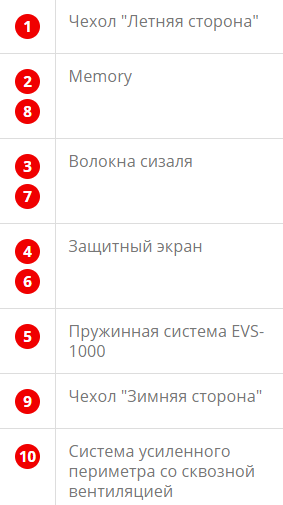 1 Чехол "Летняя сторона"
2 Memory
8
3 Волокна сизаля
7
4 Защитный экран
6
5 Пружинная система EVS-
1000
9 Чехол "Зимняя сторона"
10 Система усиленного
периметра со сквозной
вентиляцией